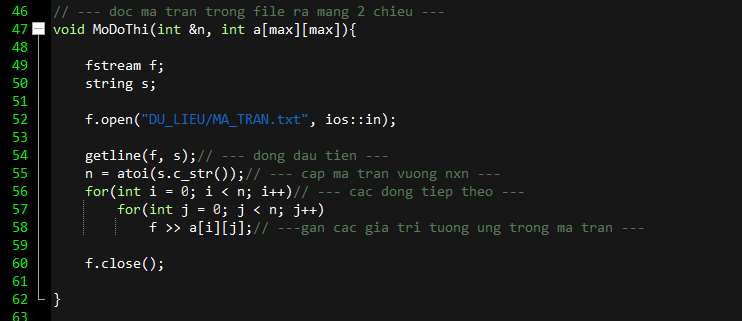 46 // --- doc ma tran trong file ra mang 2 chieu ---
47 void MoDoThi(int &n, int a[max][max]){
48
49 fstream f;
50 string s;
51
52 f.open("DU_LIEU/MA_TRAN.txt", ios::in);
53
54 getline(f, s);// --- dong dau tien ---
55 n = atoi(s.c_str());// --- cap ma tran vuong nxn ---
56 for(int i = 0; i < n; i++)// --- cac dong tiep theo ---
57 for(int j = 0; j < n; j++)
58 f >> a[i][j];// ---gan cac gia tri tuong ung trong ma tran ---
59
60 f.close();
61
62 }
63